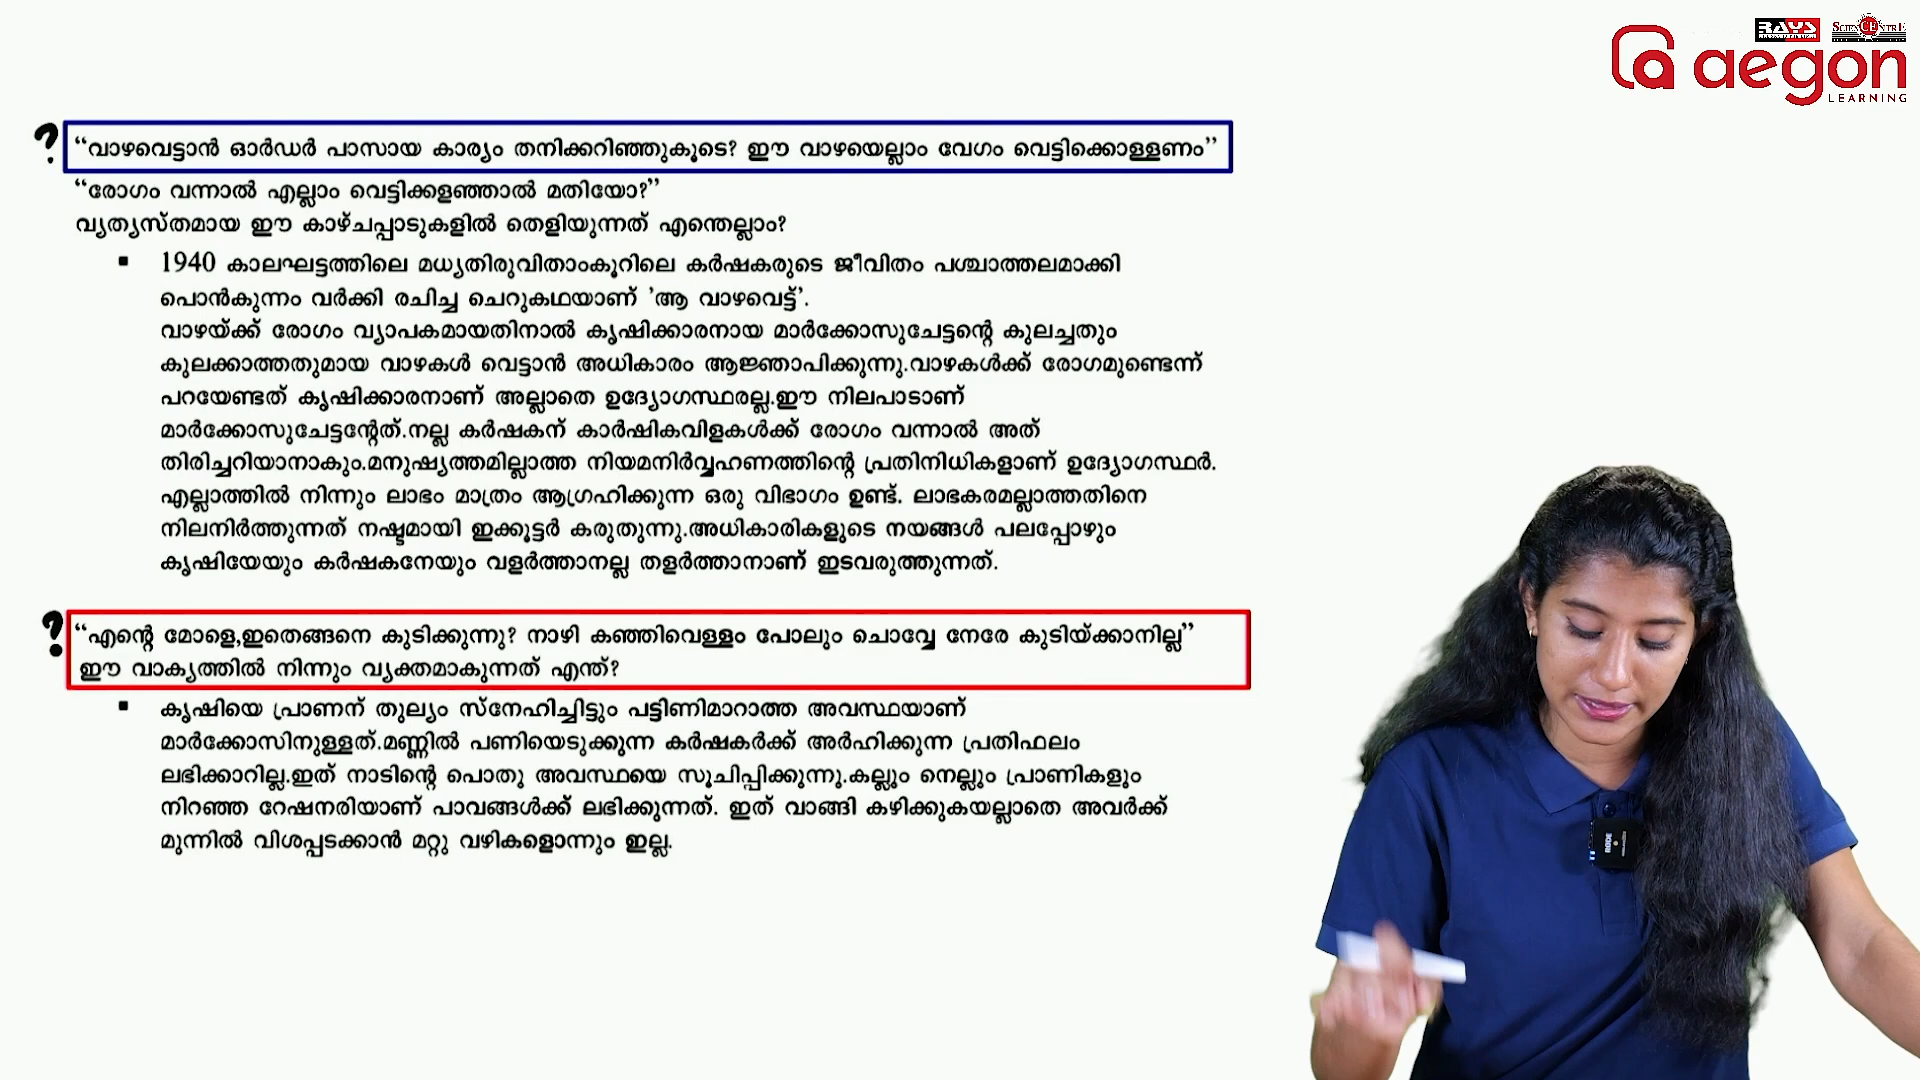 RAYS
SCIENCENTRE
aegon
LEARNING
“വാഴവെട്ടാൻ ഓർഡർ പാസായ കാര്യം തനിക്കറിഞ്ഞുകൂടെ? ഈ വാഴയെല്ലാം വേഗം വെട്ടിക്കൊള്ളണം”
“രോഗം വന്നാൽ എല്ലാം വെട്ടിക്കളഞ്ഞാൽ മതിയോ?”
വ്യത്യസ്തമായ ഈ കാഴ്ചപ്പാടുകളിൽ തെളിയുന്നത് എന്തെല്ലാം?
▪ 1940 കാലഘട്ടത്തിലെ മധ്യതിരുവിതാംകൂറിലെ കർഷകരുടെ ജീവിതം പശ്ചാത്തലമാക്കി
പൊൻകുന്നം വർക്കി രചിച്ച ചെറുകഥയാണ് ’ആ വാഴവെട്ട്’.
വാഴയ്ക്ക് രോഗം വ്യാപകമായതിനാൽ കൃഷിക്കാരനായ മാർക്കോസുചേട്ടന്റെ കുലച്ചതും
കുലക്കാത്തതുമായ വാഴകൾ വെട്ടാൻ അധികാരം ആജ്ഞാപിക്കുന്നു.വാഴകൾക്ക് രോഗമുണ്ടെന്ന്
പറയേണ്ടത് കൃഷിക്കാരനാണ് അല്ലാതെ ഉദ്യോഗസ്ഥരല്ല.ഈ നിലപാടാണ്
മാർക്കോസുചേട്ടന്റേത്.നല്ല കർഷകന് കാർഷികവിളകൾക്ക് രോഗം വന്നാൽ അത്
തിരിച്ചറിയാനാകും.മനുഷ്യത്തമില്ലാത്ത നിയമനിർവ്വഹണത്തിന്റെ പ്രതിനിധികളാണ് ഉദ്യോഗസ്ഥർ.
എല്ലാത്തിൽ നിന്നും ലാഭം മാത്രം ആഗ്രഹിക്കുന്ന ഒരു വിഭാഗം ഉണ്ട്. ലാഭകരമല്ലാത്തതിനെ
നിലനിർത്തുന്നത് നഷ്ടമായി ഇക്കൂട്ടർ കരുതുന്നു.അധികാരികളുടെ നയങ്ങൾ പലപ്പോഴും
കൃഷിയേയും കർഷകനേയും വളർത്താനല്ല തളർത്താനാണ് ഇടവരുത്തുന്നത്.
“എന്റെ മോളെ,ഇതെങ്ങനെ കുടിക്കുന്നു? നാഴി കഞ്ഞിവെള്ളം പോലും ചൊവ്വേ നേരേ കുടിയ്ക്കാനില്ല”
ഈ വാക്യത്തിൽ നിന്നും വ്യക്തമാകുന്നത് എന്ത്?
▪ കൃഷിയെ പ്രാണന് തുല്യം സ്നേഹിച്ചിട്ടും പട്ടിണിമാറാത്ത അവസ്ഥയാണ്
മാർക്കോസിനുള്ളത്.മണ്ണിൽ പണിയെടുക്കുന്ന കർഷകർക്ക് അർഹിക്കുന്ന പ്രതിഫലം
ലഭിക്കാറില്ല.ഇത് നാടിന്റെ പൊതു അവസ്ഥയെ സൂചിപ്പിക്കുന്നു.കല്ലും നെല്ലും പ്രാണികളും
നിറഞ്ഞ റേഷനരിയാണ് പാവങ്ങൾക്ക് ലഭിക്കുന്നത്. ഇത് വാങ്ങി കഴിക്കുകയല്ലാതെ അവർക്ക്
മുന്നിൽ വിശപ്പടക്കാൻ മറ്റു വഴികളൊന്നും ഇല്ല.
RODE